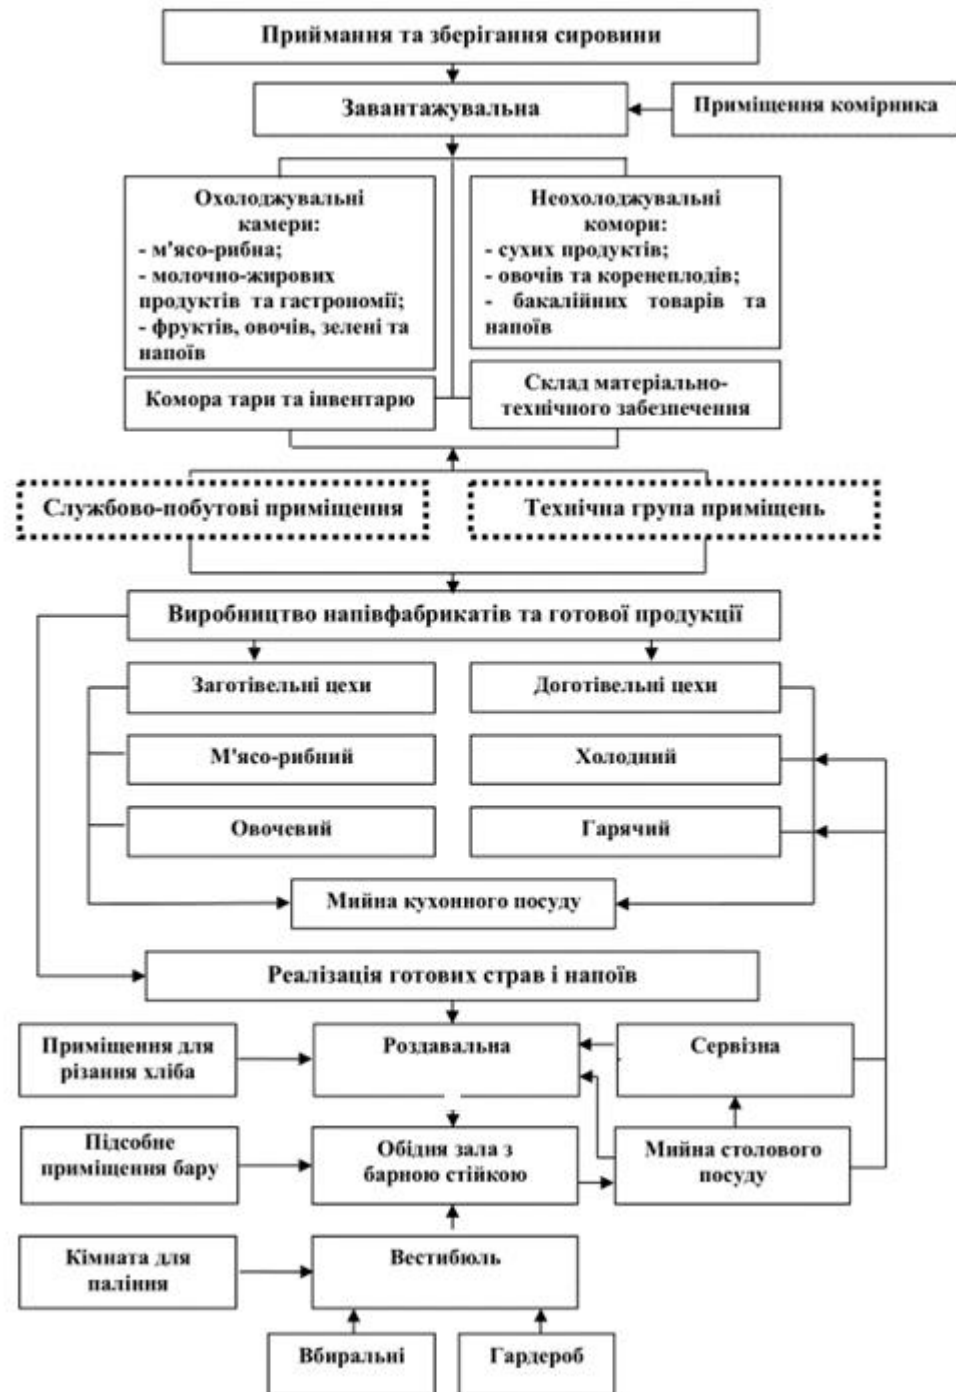 Приймання та зберігання сировини
Завантажувальна
Приміщення комірника
Охолоджувальні
камери:
- м'ясо-рибна;
- молочно-жирових
продуктів та гастрономії;
- фруктів, овочів, зелені та
напоїв
Неохолоджувальні
комори:
- сухих продуктів;
- овочів та коренеплодів;
- бакалійних товарів та
напоїв
Комора тари та інвентарю
Склад матеріально-
технічного забезпечення
Службово-побутові приміщення
Технічна група приміщень
Виробництво напівфабрикатів та готової продукції
Заготівельні цехи
Доготівельні цехи
М'ясо-рибний
Холодний
Овочевий
Гарячий
Мийна кухонного посуду
Реалізація готових страв і напоїв
Приміщення для
різання хліба
Роздавальна
Сервізна
Підсобне
приміщення бару
Обідня зала з
барною стійкою
Мийна столового
посуду
Кімната для
паління
Вестибюль
Вбиральні
Гардероб